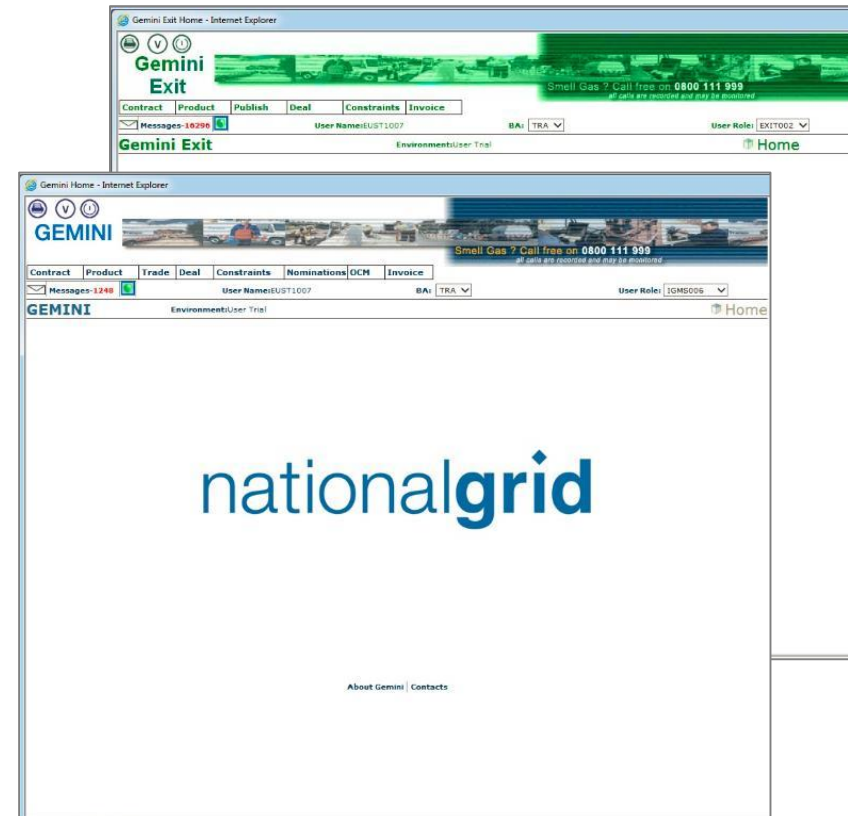 Gemini Exit Home - Internet Explorer
V
Gemini
Exit
Smell Gas ? Call free on 0800 111 999
all calls are recorded and may be monitored
Contract Product Publish Deal Constraints Invoice
Messages-16296 User Name:EUST1007 BA: TRA User Role: EXIT002
Gemini Exit Environment:User Trial Home
Gemini Home - Internet Explorer
V
GEMINI
Smell Gas ? Call free on 0800 111 999
all calls are recorded and may be monitored
Contract Product Trade Deal Constraints Nominations OCM Invoice
Messages-1248 User Name:EUST1007 BA: TRA User Role: IGMS006
GEMINI Environment:User Trial Home
nationalgrid
About Gemini | Contacts